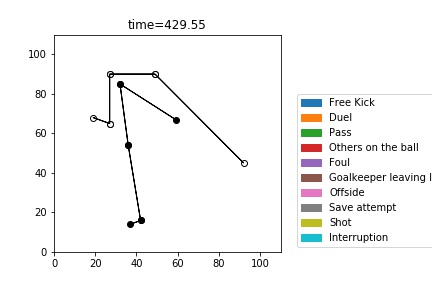 time=429.55
100
80
60
40
20
0
0 20 40 60 80 100
Free Kick
Duel
Pass
Others on the ball
Foul
Goalkeeper leaving l
Offside
Save attempt
Shot
Interruption